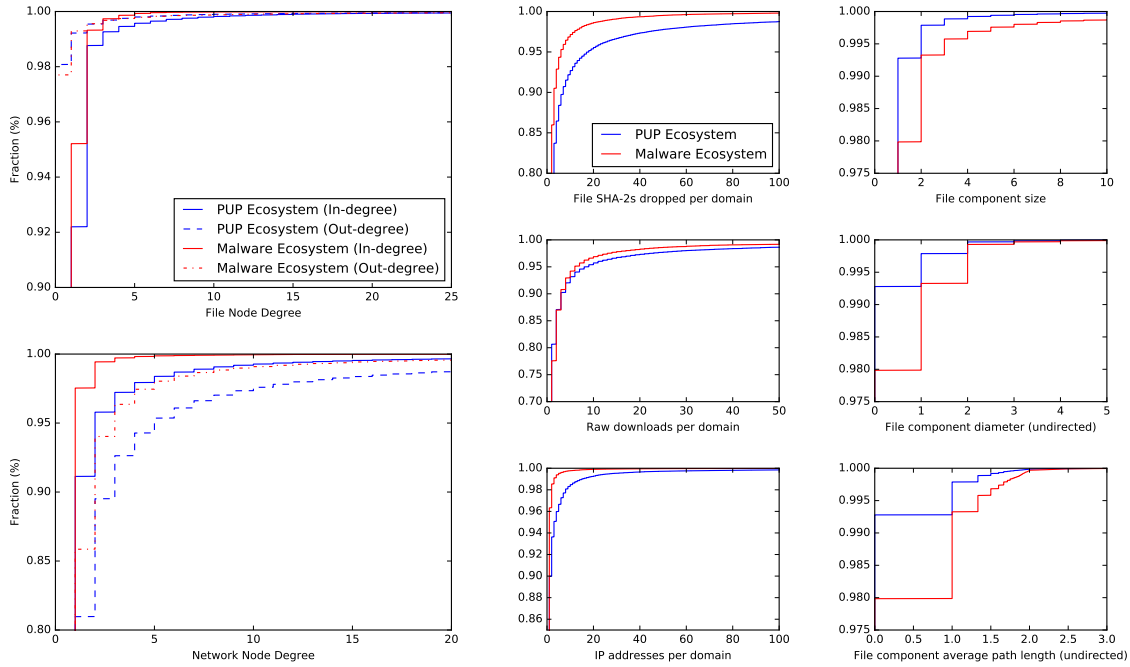 1.00
0.98
0.96
0.94
0.92
0.90
Fraction (%)
PUP Ecosystem (In-degree)
PUP Ecosystem (Out-degree)
Malware Ecosystem (In-degree)
Malware Ecosystem (Out-degree)
0 5 10 15 20 25
File Node Degree
1.00
0.95
0.90
0.85
0.80
Fraction (%)
0 5 10 15 20
Network Node Degree
1.00
0.95
0.90
0.85
0.80
PUP Ecosystem
Malware Ecosystem
0 20 40 60 80 100
File SHA-2s dropped per domain
1.00
0.95
0.90
0.85
0.80
0.75
0.70
0 10 20 30 40 50
Raw downloads per domain
1.00
0.98
0.96
0.94
0.92
0.90
0.88
0.86
0 20 40 60 80 100
IP addresses per domain
1.000
0.995
0.990
0.985
0.980
0.975
0 2 4 6 8 10
File component size
1.000
0.995
0.990
0.985
0.980
0.975
0 1 2 3 4 5
File component diameter (undirected)
1.000
0.995
0.990
0.985
0.980
0.975
0.0 0.5 1.0 1.5 2.0 2.5 3.0
File component average path length (undirected)